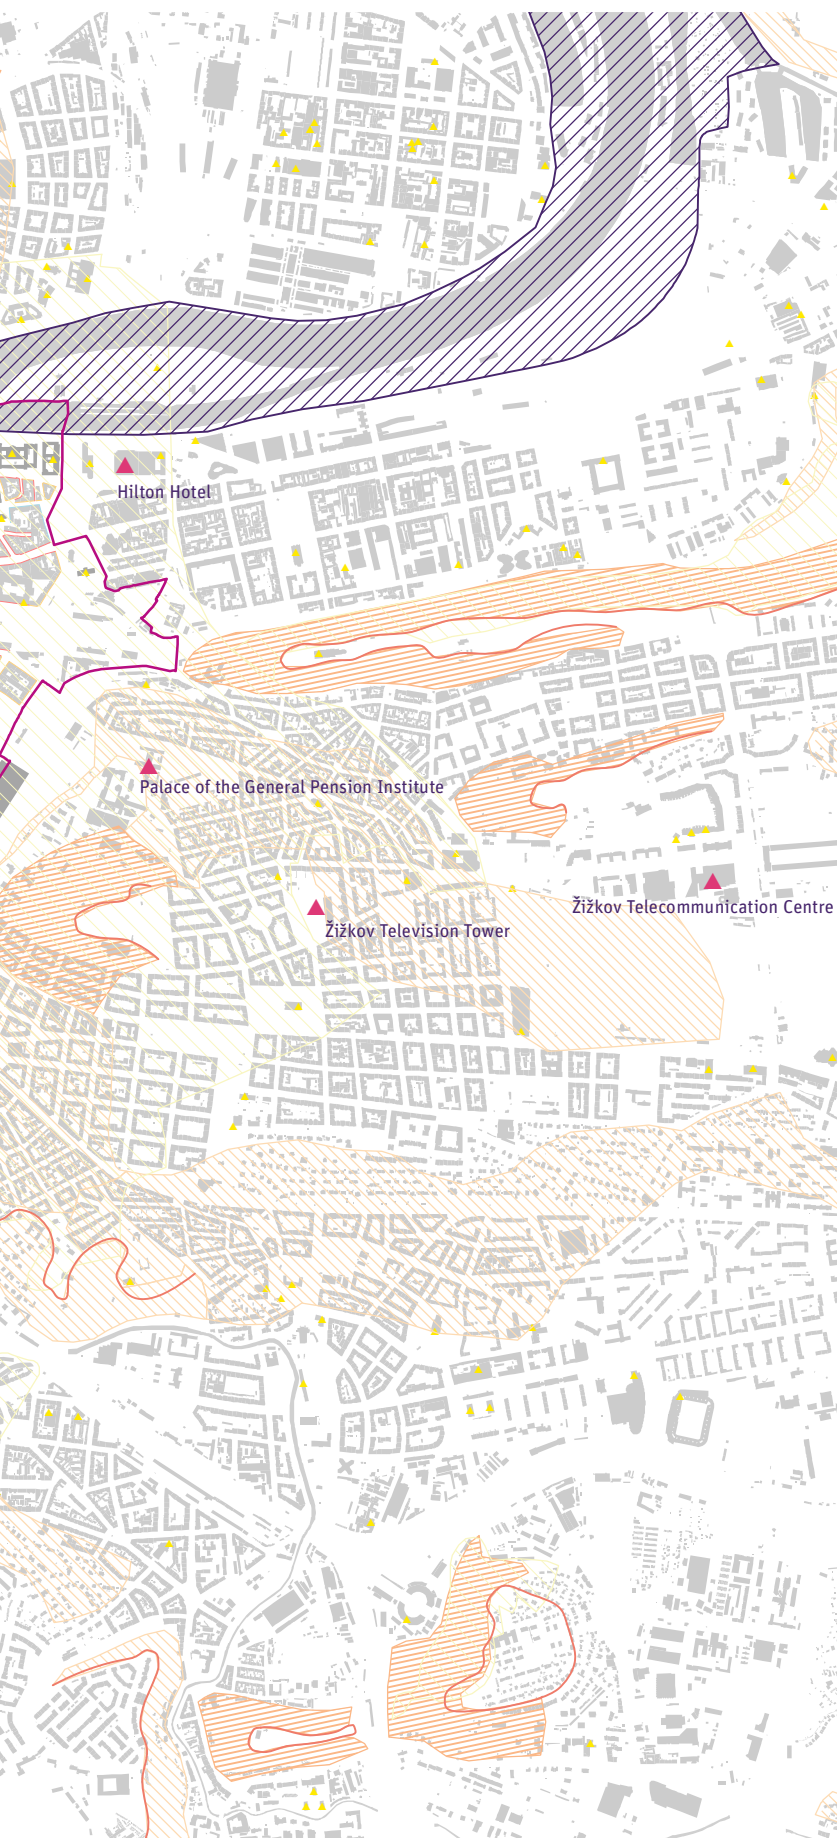 Hilton Hotel
Palace of the General Pension Institute
Žižkov Telecommunication Centre
Žižkov Television Tower